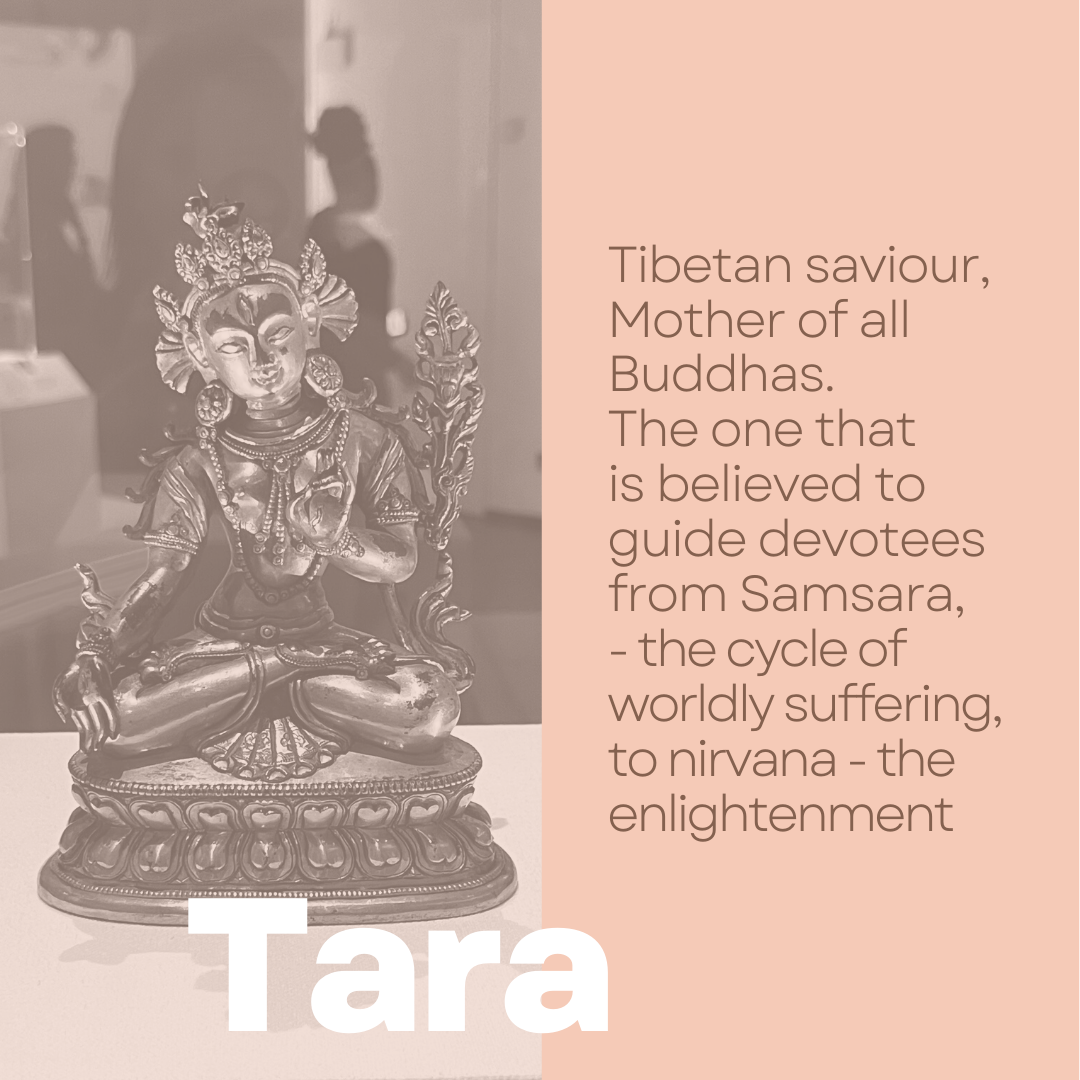 Tibetan saviour,
Mother of all
Buddhas.
The one that
is believed to
guide devotees
from Samsara,
- the cycle of
worldly suffering,
to nirvana - the
enlightenment
Tara